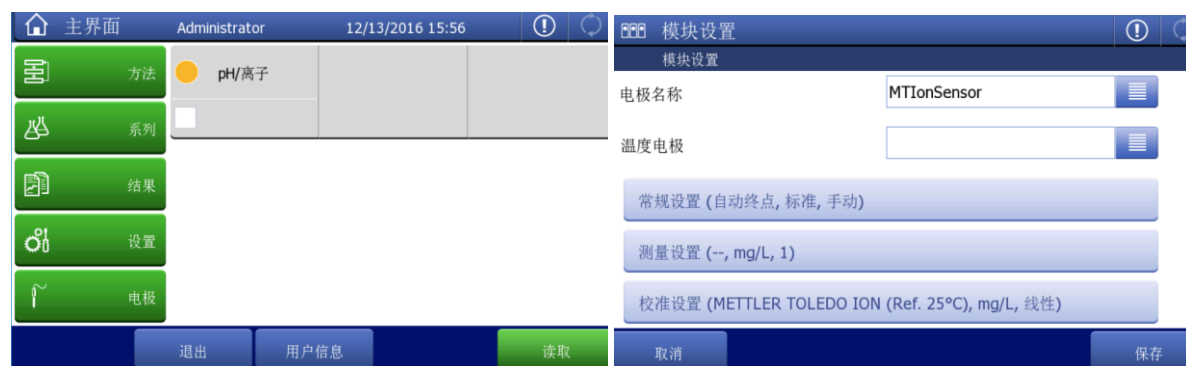 主界面 Administrator 12/13/2016 15:56
方法
pH/离子
系列
结果
设置
电极
退出 用户信息 读取
模块设置
模块设置
电极名称 MTIonSensor
温度电极
常规设置 (自动终点, 标准, 手动)
测量设置 (--, mg/L, 1)
校准设置 (METTLER TOLEDO ION (Ref. 25°C), mg/L, 线性)
取消 保存